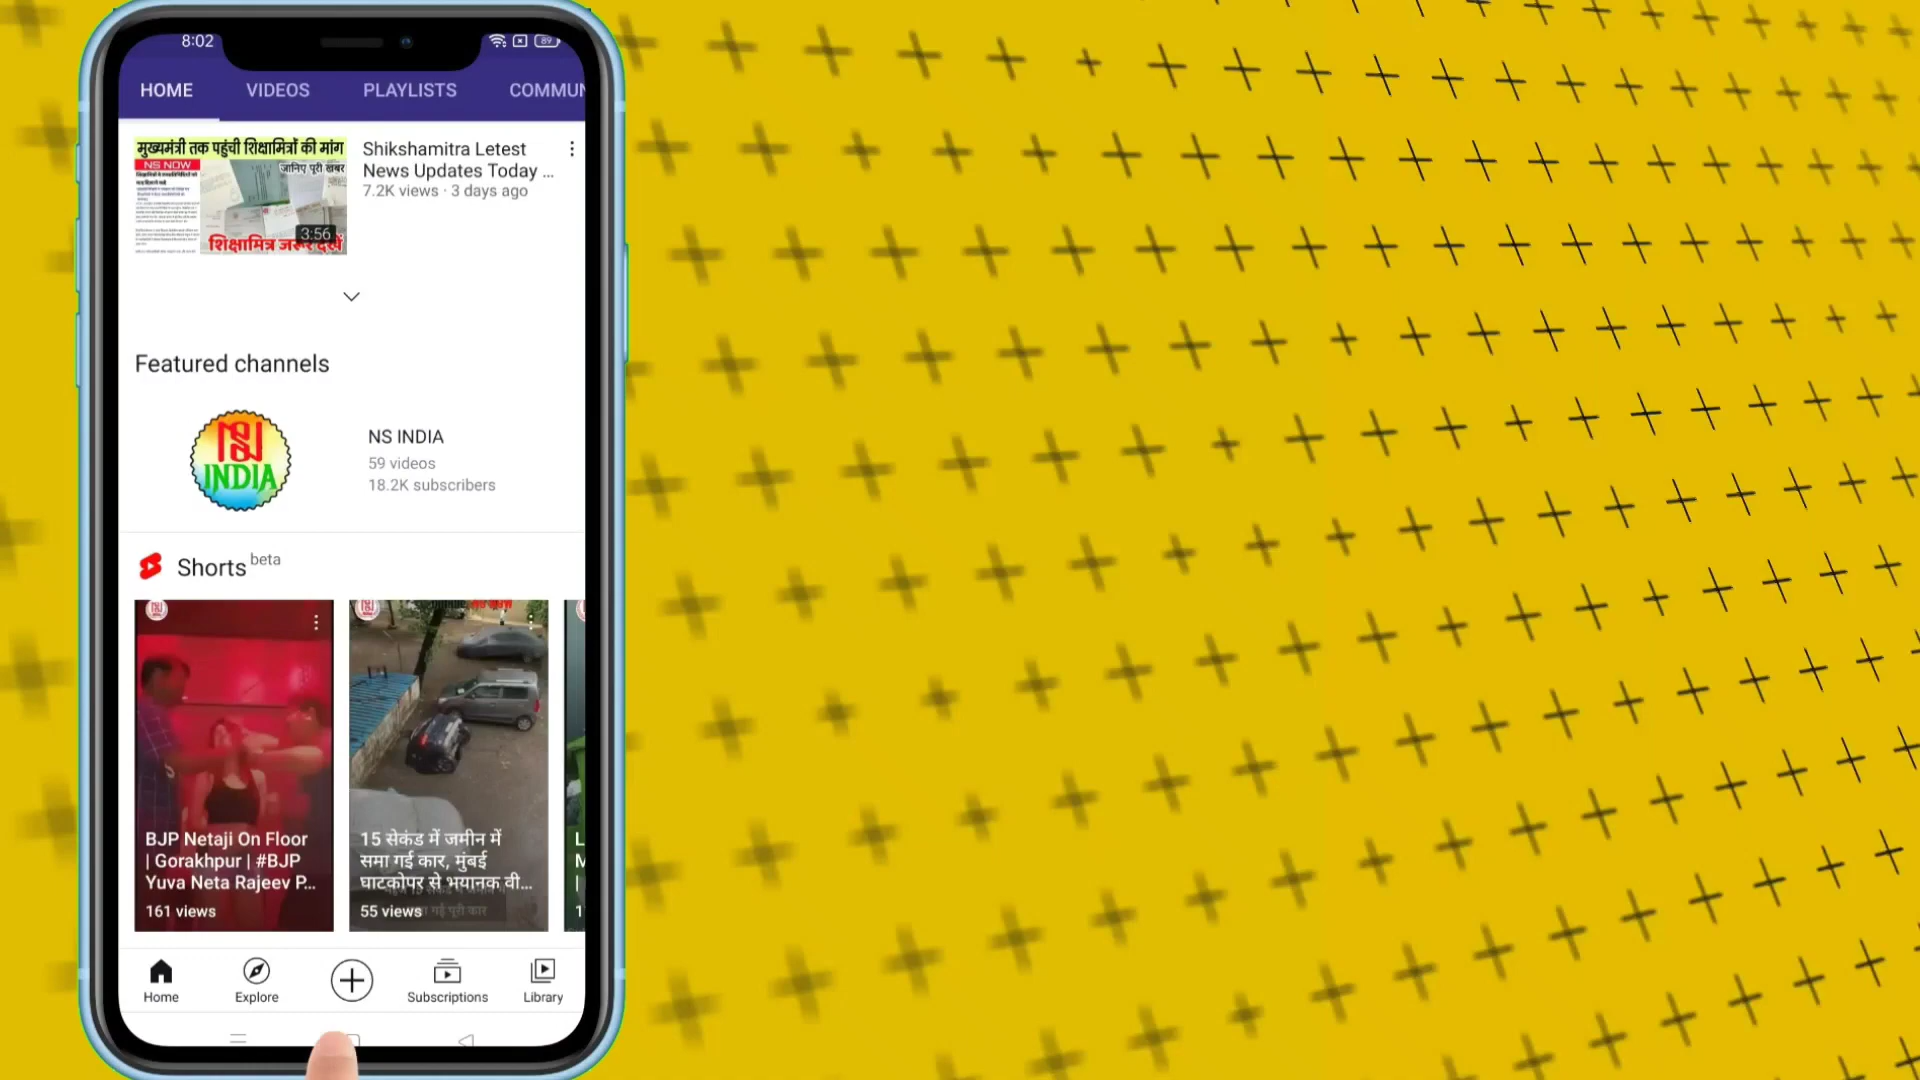 8:02
89
HOME VIDEOS PLAYLISTS COMMUN
मुख्यमंत्री तक पहुंची शिक्षामित्रों की मांग
NS NOW
जानिए पूरी खबर
3:56
शिक्षामित्र जरूर देखें
Shikshamitra Letest
News Updates Today ...
7.2K views · 3 days ago
Featured channels
INDIA
NS INDIA
59 videos
18.2K subscribers
Shorts beta
BJP Netaji On Floor
| Gorakhpur | #BJP
Yuva Neta Rajeev P...
161 views
15 सेकंड में जमीन में
समा गई कार, मुंबई
घाटकोपर से भयानक वी...
55 views
L
M
|
1
Home Explore Subscriptions Library